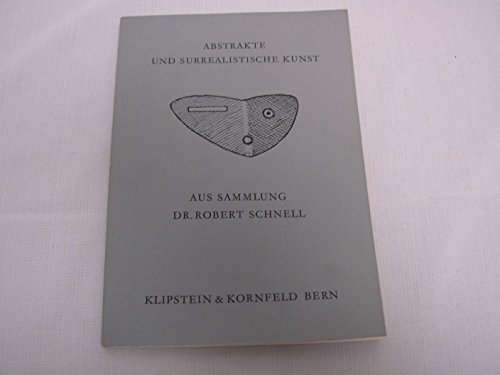 ABSTRAKTE
UND SURREALISTISCHE KUNST
AUS SAMMLUNG
DR. ROBERT SCHNELL
KLIPSTEIN & KORNFELD BERN